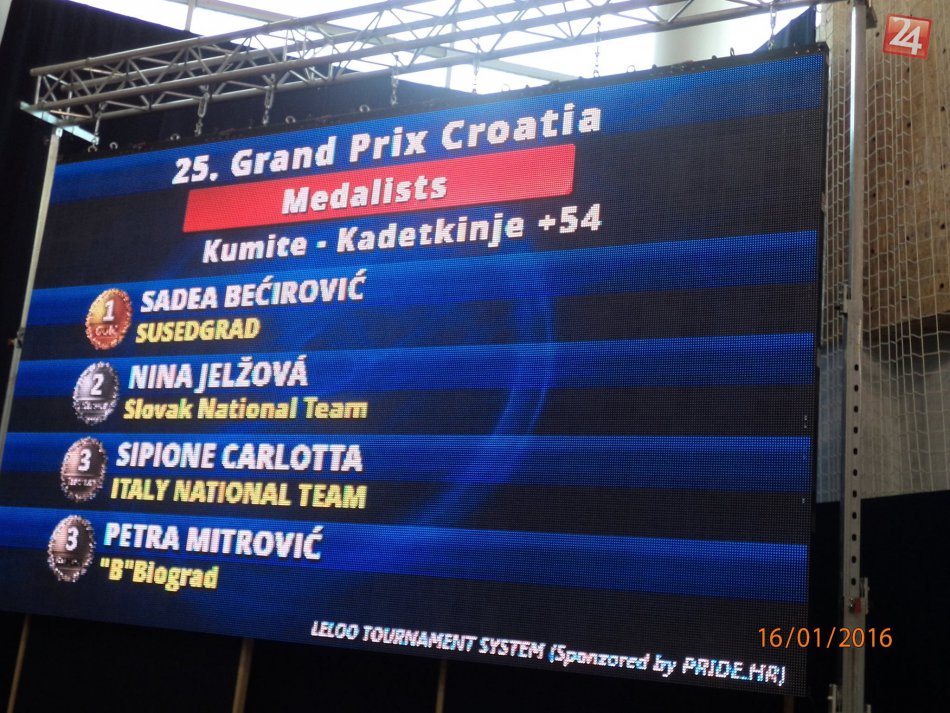 24
25. Grand Prix Croatia
Medalists
Kumite - Kadetkinje +54
1
SADEA BEĆIROVIĆ
SUSEDGRAD
2
NINA JELŽOVÁ
Slovak National Team
3
SIPIONE CARLOTTA
ITALY NATIONAL TEAM
3
PETRA MITROVIĆ
"B"Biograd
LELOO TOURNAMENT SYSTEM (Sponzored by PRIDE.HR)
16/01/2016